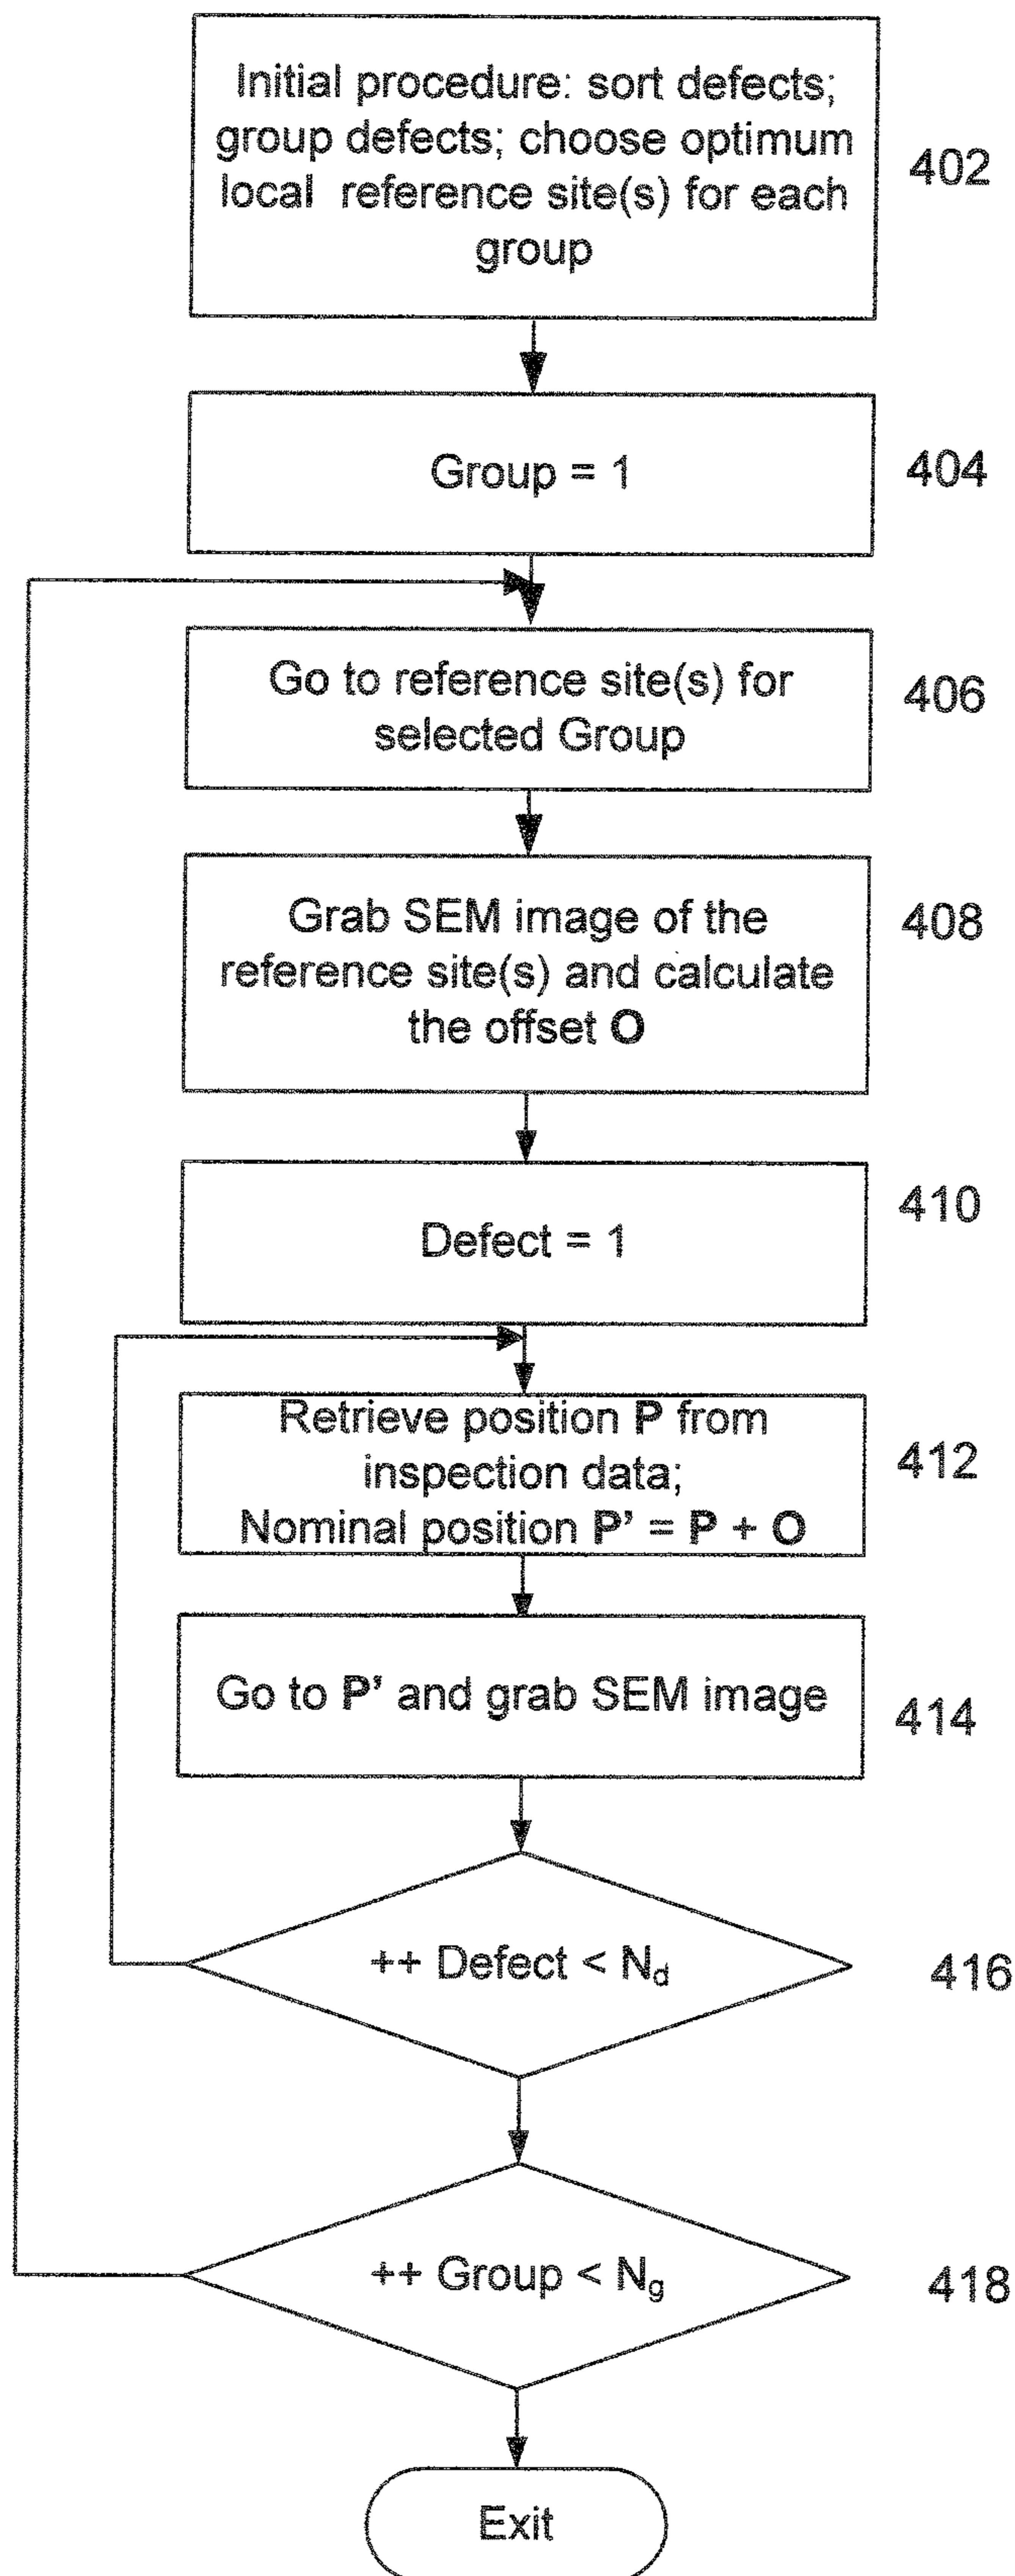 Initial procedure: sort defects;
group defects; choose optimum
local reference site(s) for each
group
402
Group = 1
404
Go to reference site(s) for
selected Group
406
Grab SEM image of the
reference site(s) and calculate
the offset O
408
Defect = 1
410
Retrieve position P from
inspection data;
Nominal position P' = P + O
412
Go to P' and grab SEM image
414
++ Defect < Nd
416
++ Group < Ng
418
Exit